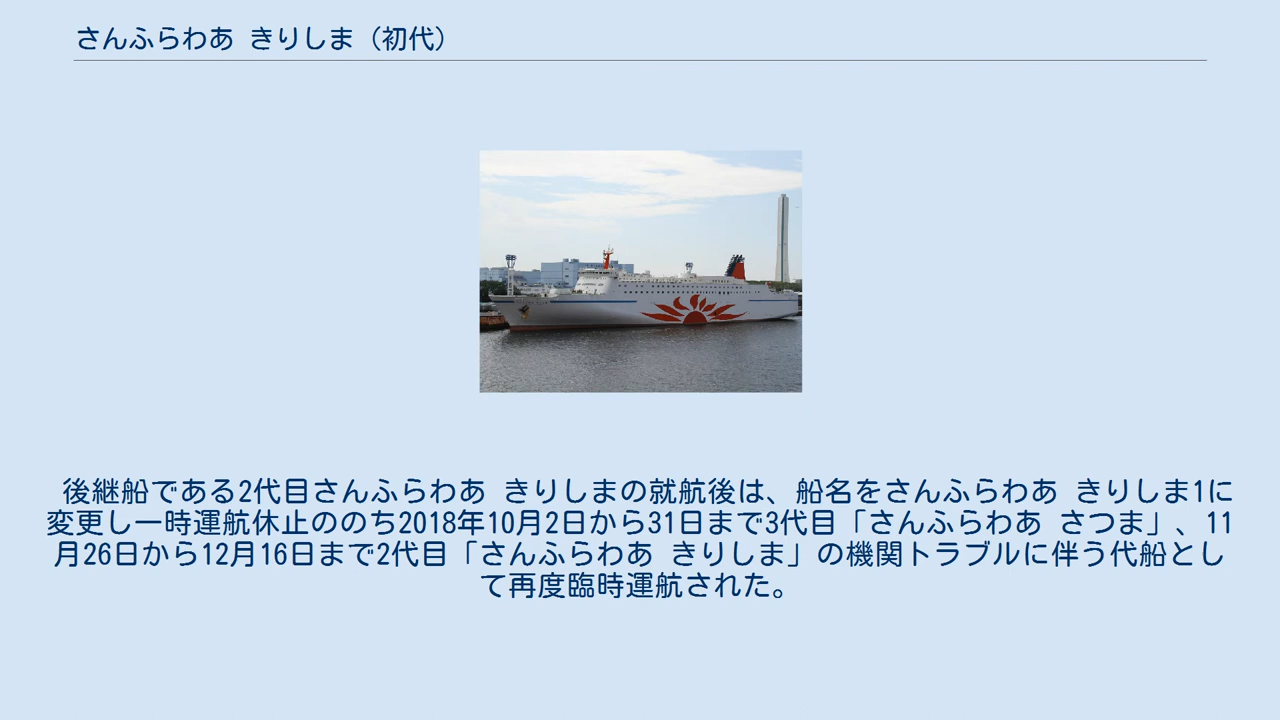 さんふらわあ きりしま（初代）
後継船である2代目さんふらわあ きりしまの就航後は、船名をさんふらわあ きりしま1に
変更し一時運航休止ののち2018年10月2日から31日まで3代目「さんふらわあ さつま」、11
月26日から12月16日まで2代目「さんふらわあ きりしま」の機関トラブルに伴う代船とし
て再度臨時運航された。